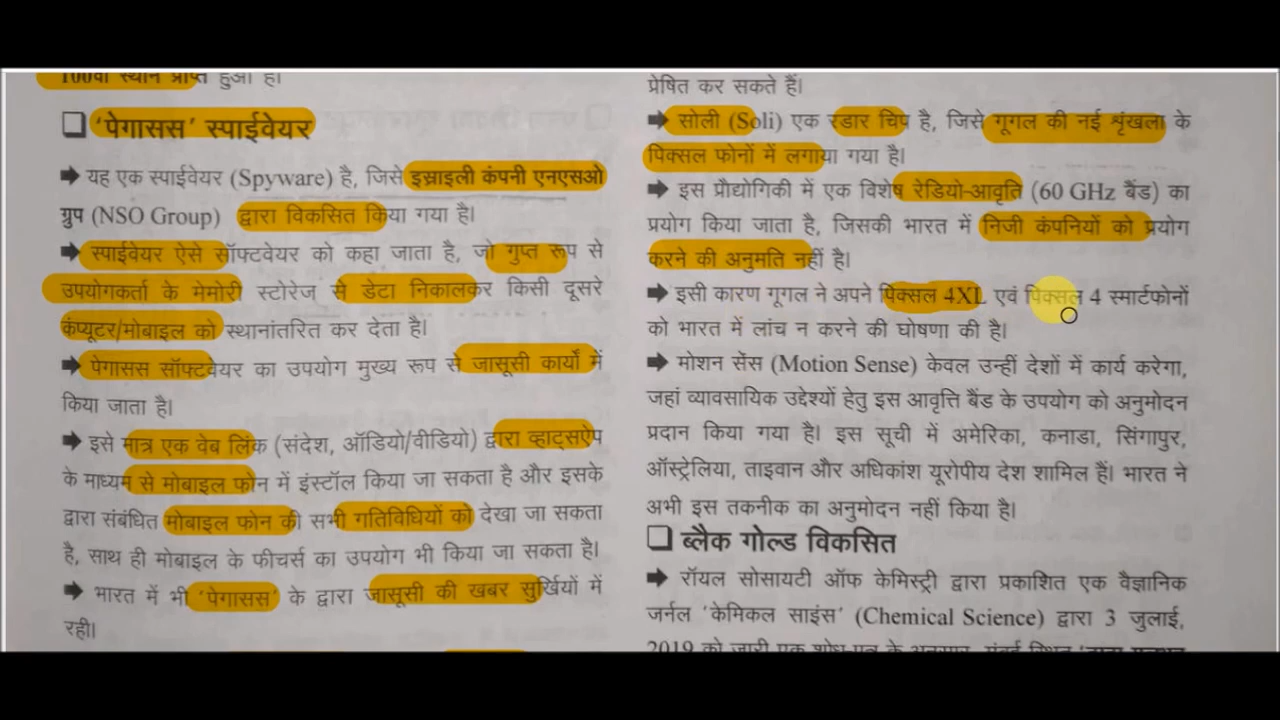 100वां स्थान प्राप्त हुआ है।
❑ 'पेगासस' स्पाईवेयर
➡ यह एक स्पाईवेयर (Spyware) है, जिसे इस्राइली कंपनी एनएसओ
ग्रुप (NSO Group) द्वारा विकसित किया गया है।
➡ स्पाईवेयर ऐसे सॉफ्टवेयर को कहा जाता है, जो गुप्त रूप से
उपयोगकर्ता के मेमोरी स्टोरेज से डेटा निकालकर किसी दूसरे
कंप्यूटर/मोबाइल को स्थानांतरित कर देता है।
➡ पेगासस सॉफ्टवेयर का उपयोग मुख्य रूप से जासूसी कार्यों में
किया जाता है।
➡ इसे मात्र एक वेब लिंक (संदेश, ऑडियो/वीडियो) द्वारा व्हाट्सऐप
के माध्यम से मोबाइल फोन में इंस्टॉल किया जा सकता है और इसके
द्वारा संबंधित मोबाइल फोन की सभी गतिविधियों को देखा जा सकता
है, साथ ही मोबाइल के फीचर्स का उपयोग भी किया जा सकता है।
➡ भारत में भी 'पेगासस' के द्वारा जासूसी की खबर सुर्खियों में
रही।
प्रेषित कर सकते हैं।
➡ सोली (Soli) एक रडार चिप है, जिसे गूगल की नई शृंखला के
पिक्सल फोनों में लगाया गया है।
➡ इस प्रौद्योगिकी में एक विशेष रेडियो-आवृति (60 GHz बैंड) का
प्रयोग किया जाता है, जिसकी भारत में निजी कंपनियों को प्रयोग
करने की अनुमति नहीं है।
➡ इसी कारण गूगल ने अपने पिक्सल 4XL एवं पिक्सल 4 स्मार्टफोनों
को भारत में लांच न करने की घोषणा की है।
➡ मोशन सेंस (Motion Sense) केवल उन्हीं देशों में कार्य करेगा,
जहां व्यावसायिक उद्देश्यों हेतु इस आवृत्ति बैंड के उपयोग को अनुमोदन
प्रदान किया गया है। इस सूची में अमेरिका, कनाडा, सिंगापुर,
ऑस्ट्रेलिया, ताइवान और अधिकांश यूरोपीय देश शामिल हैं। भारत ने
अभी इस तकनीक का अनुमोदन नहीं किया है।
❑ ब्लैक गोल्ड विकसित
➡ रॉयल सोसायटी ऑफ केमिस्ट्री द्वारा प्रकाशित एक वैज्ञानिक
जर्नल 'केमिकल साइंस' (Chemical Science) द्वारा 3 जुलाई,
2019 को जारी एक शोध-पत्र के अनुसार, मुंबई स्थित